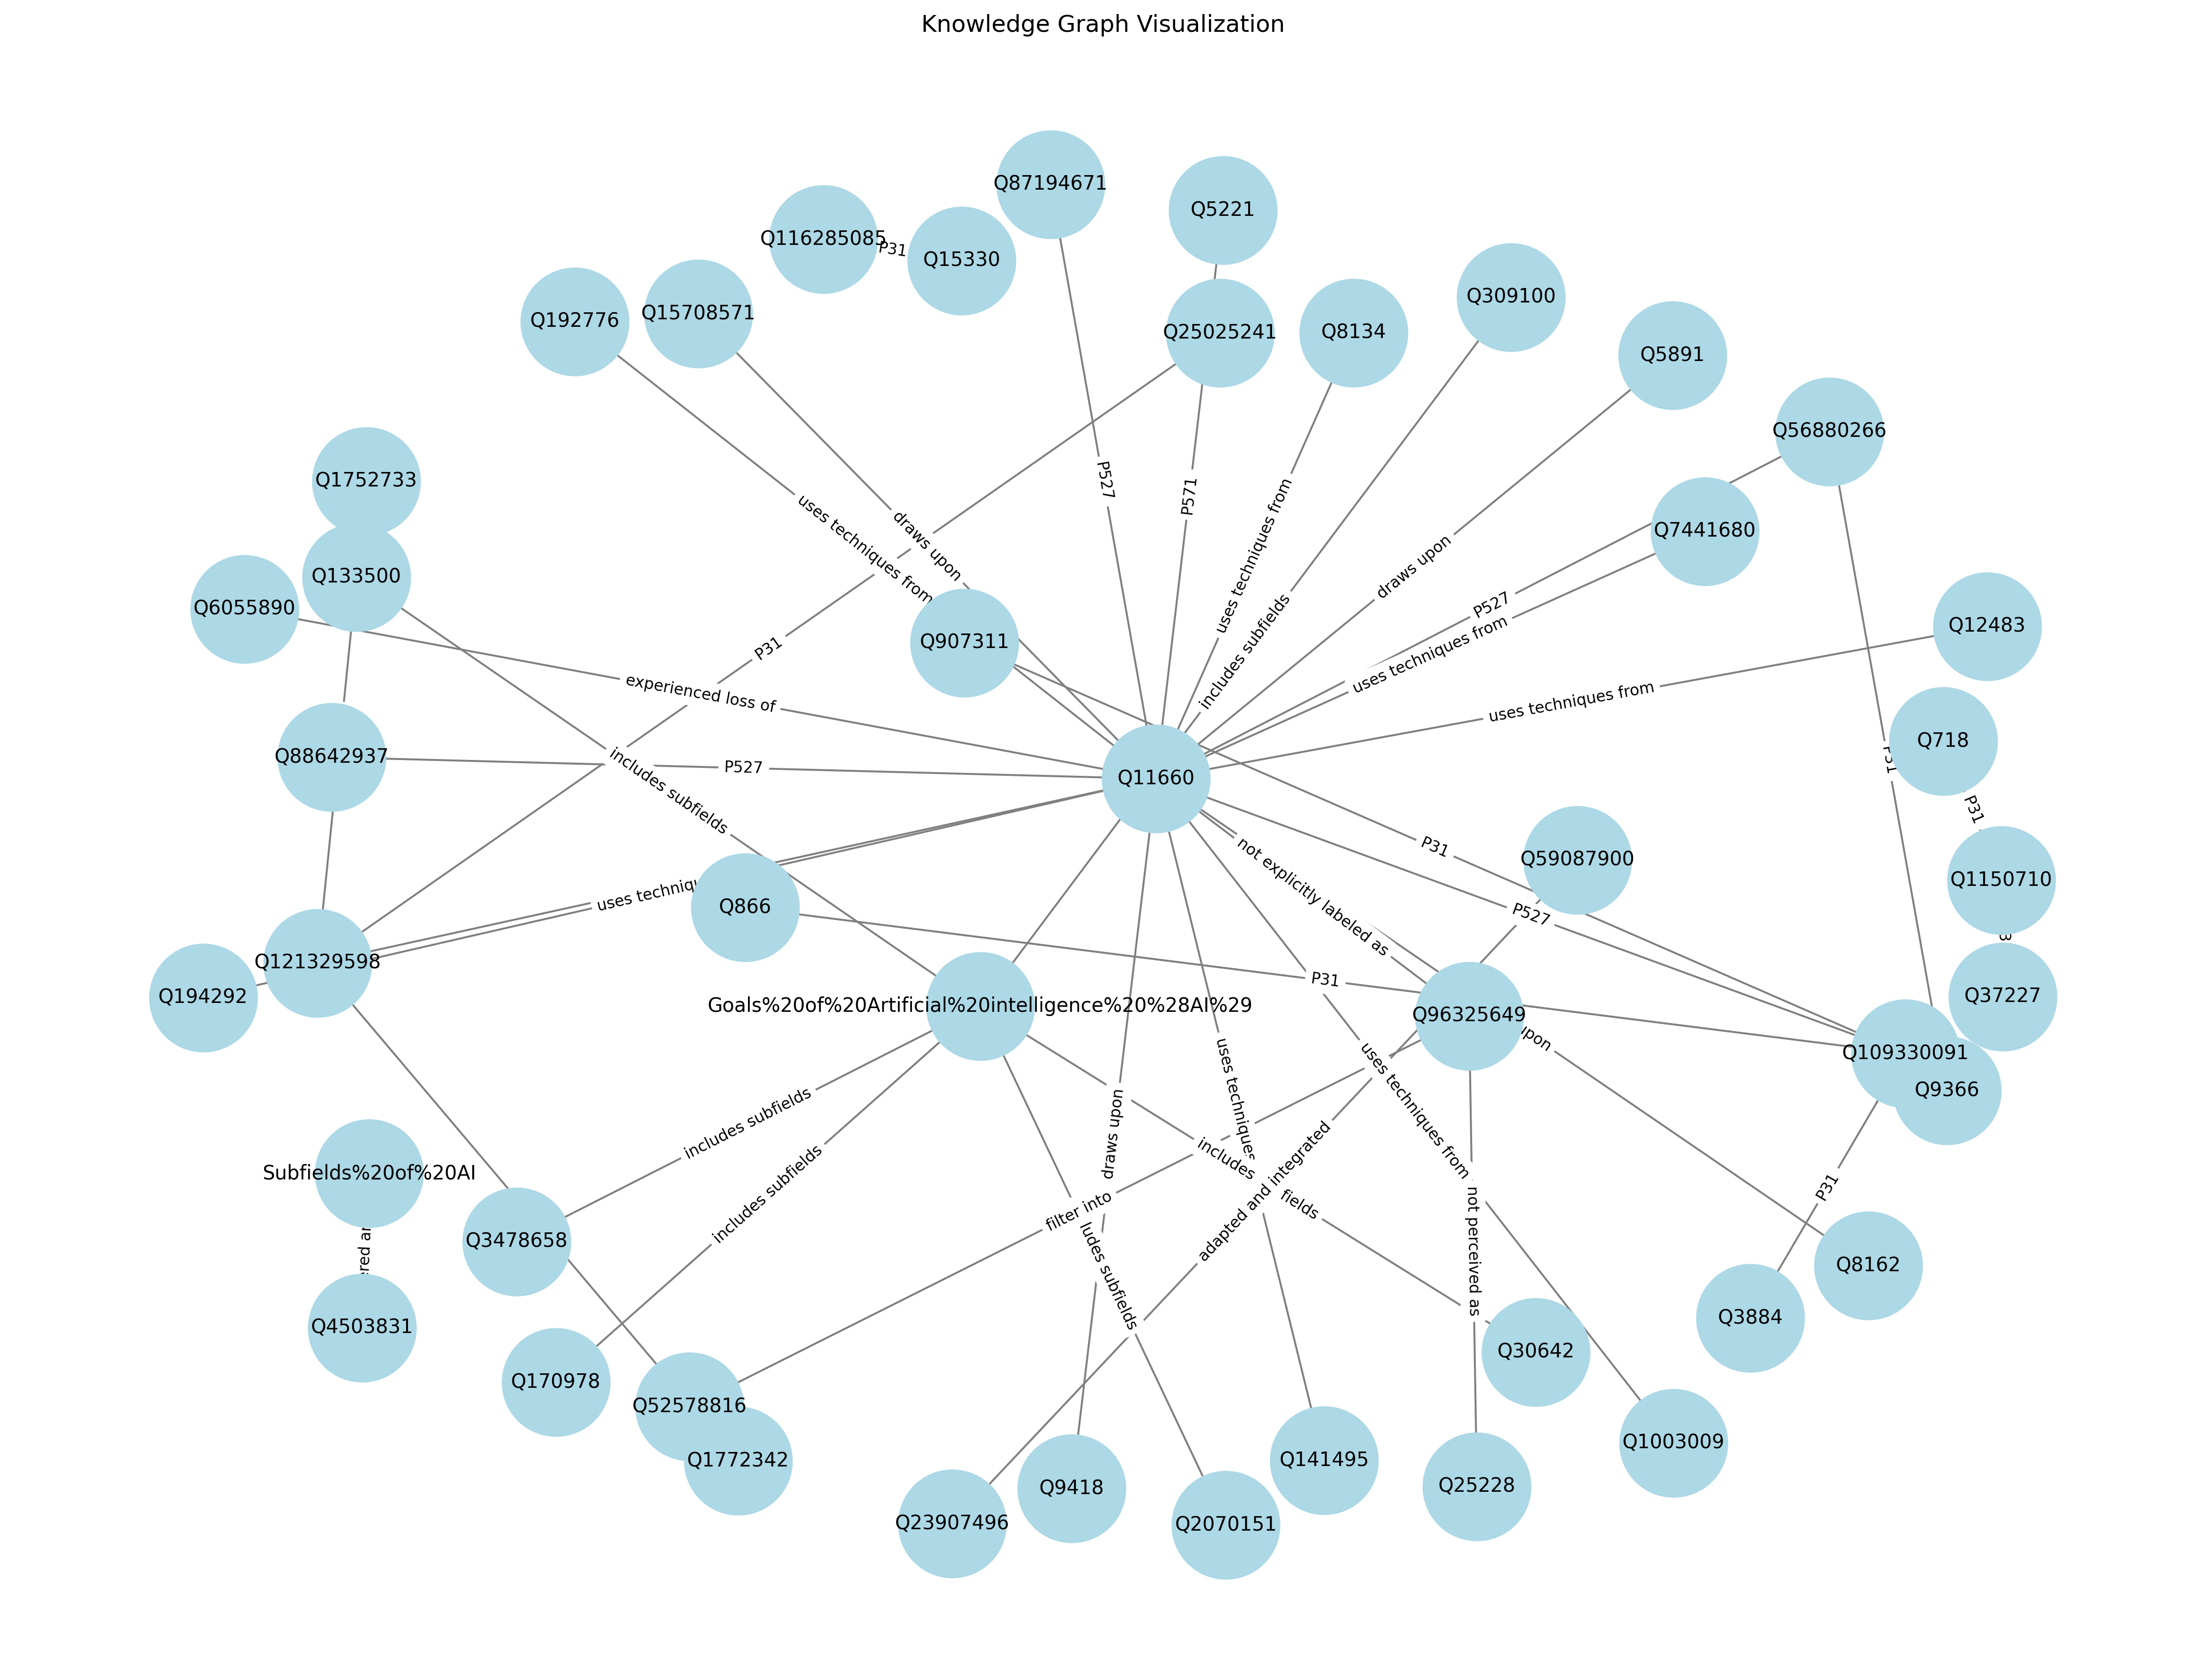 Knowledge Graph Visualization
Q87194671
Q5221
Q116285085
P31
Q15330
Q309100
Q192776
Q15708571
Q25025241
Q8134
Q5891
Q56880266
Q1752733
P527
P571
uses techniques from
draws upon
uses techniques from
draws upon
Q7441680
Q133500
Q6055890
P527
uses techniques from
includes subfields
Q12483
Q907311
P31
experienced loss of
uses techniques from
Q718
P31
Q88642937
P527
Q11660
includes subfields
P31
P31
not explicitly labeled as
Q59087900
Q1150710
uses
Q866
P527
Q121329598
Q194292
P31
Q37227
Goals%20of%20Artificial%20intelligence%20%28AI%29
Q96325649
upon
Q109330091
Q9366
includes subfields
draws upon
uses techniques
uses techniques from
Subfields%20of%20AI
includes subfields
includes
fields
adapted and integrated
filter into
P31
not perceived as
Q3478658
subfields
Q8162
Q4503831
Q3884
Q30642
Q170978
Q52578816
Q1772342
Q141495
Q1003009
Q9418
Q25228
Q23907496
Q2070151